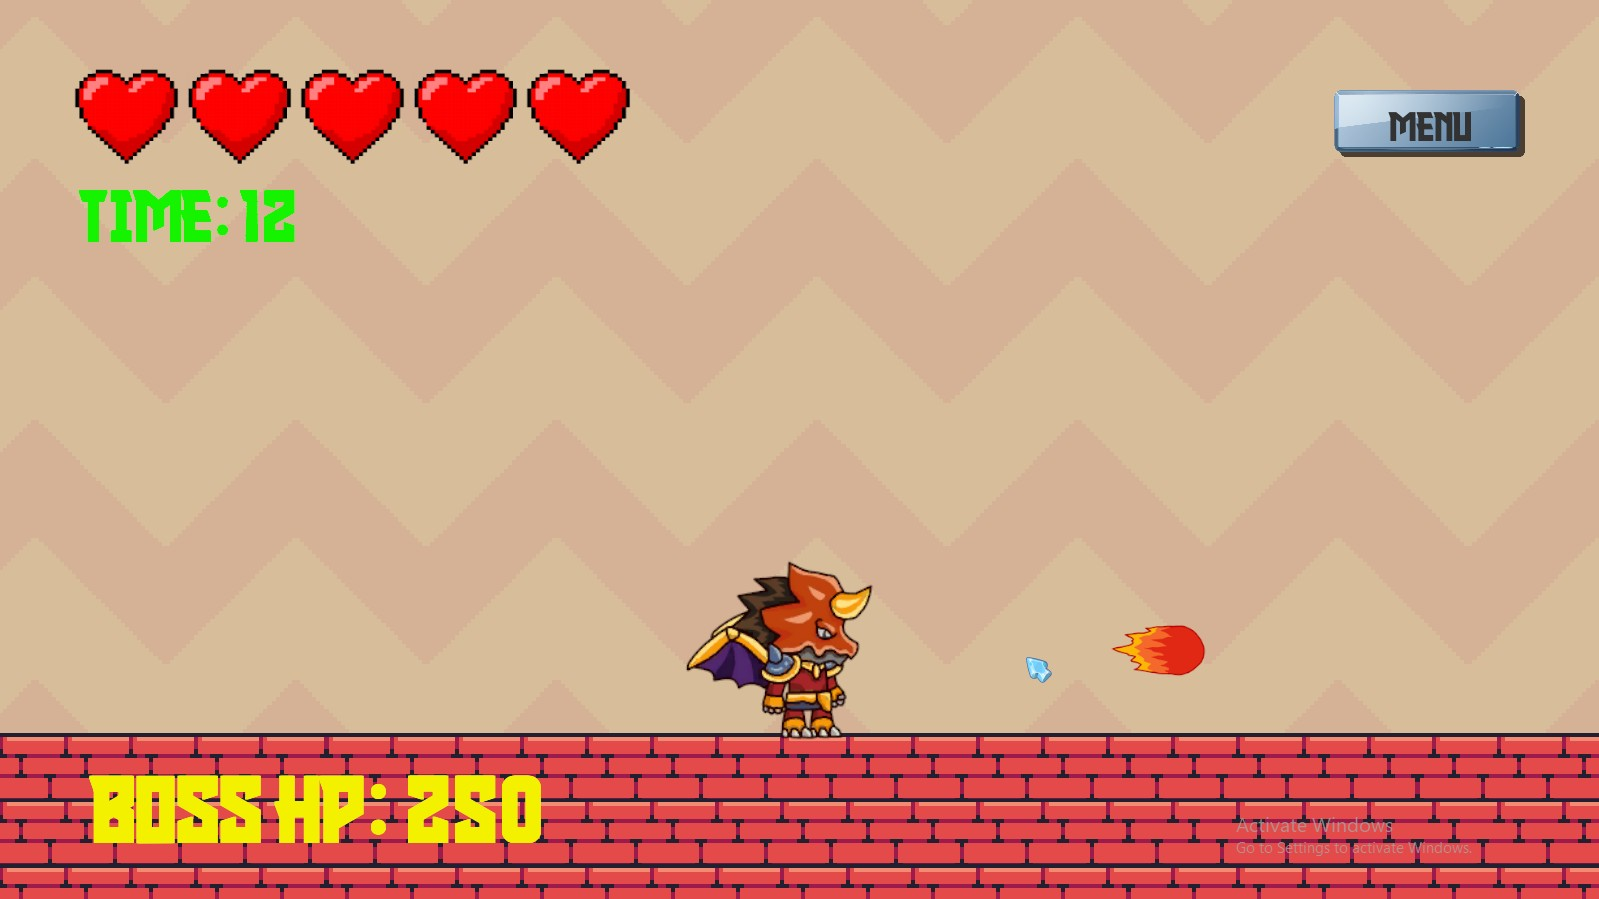 MENU
TIME: 12
BOSS HP: 250
Activate Windows
Go to Settings to activate Windows.